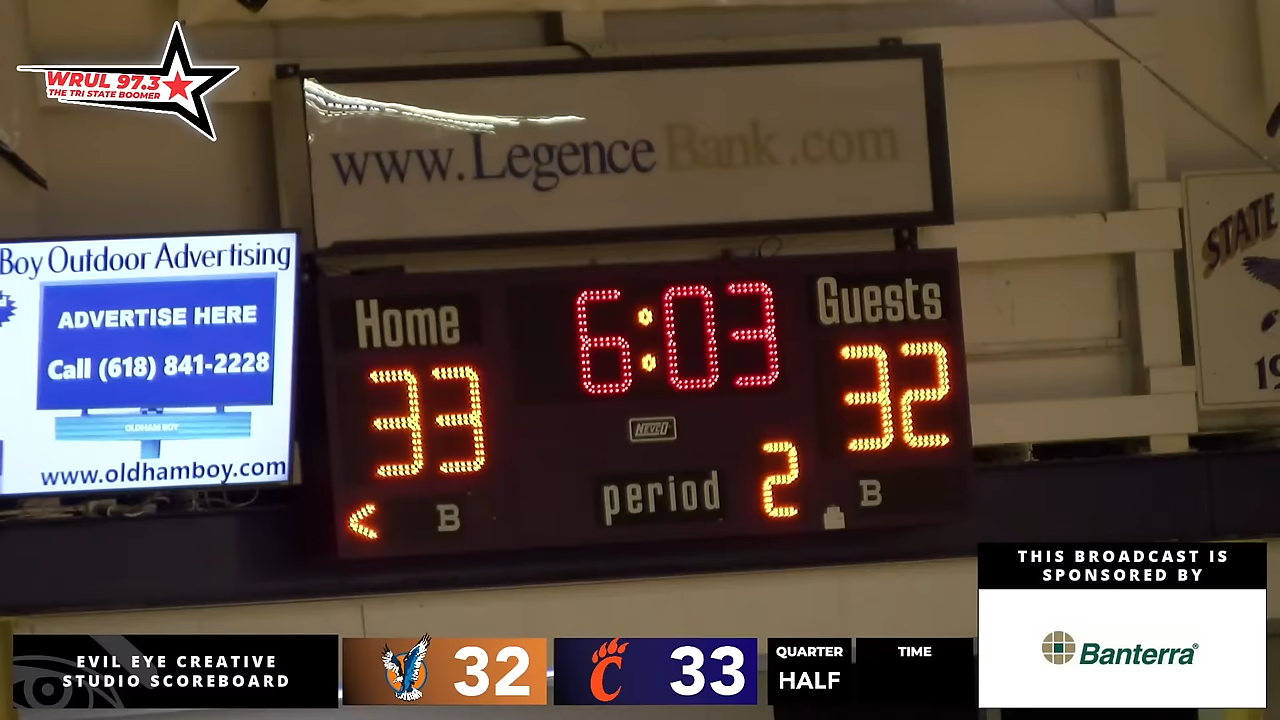 WRUL 97.3
THE TRI STATE BOOMER
www.LegenceBank.com
Boy Outdoor Advertising
ADVERTISE HERE
Call (618) 841-2228
OLDHAM BOY
www.oldhamboy.com
Home
6:03
Guests
33
32
NEVCO
period
2
<
B
B
STATE
19
THIS BROADCAST IS
SPONSORED BY
Banterra
EVIL EYE CREATIVE
STUDIO SCOREBOARD
32
C
33
QUARTER
HALF
TIME